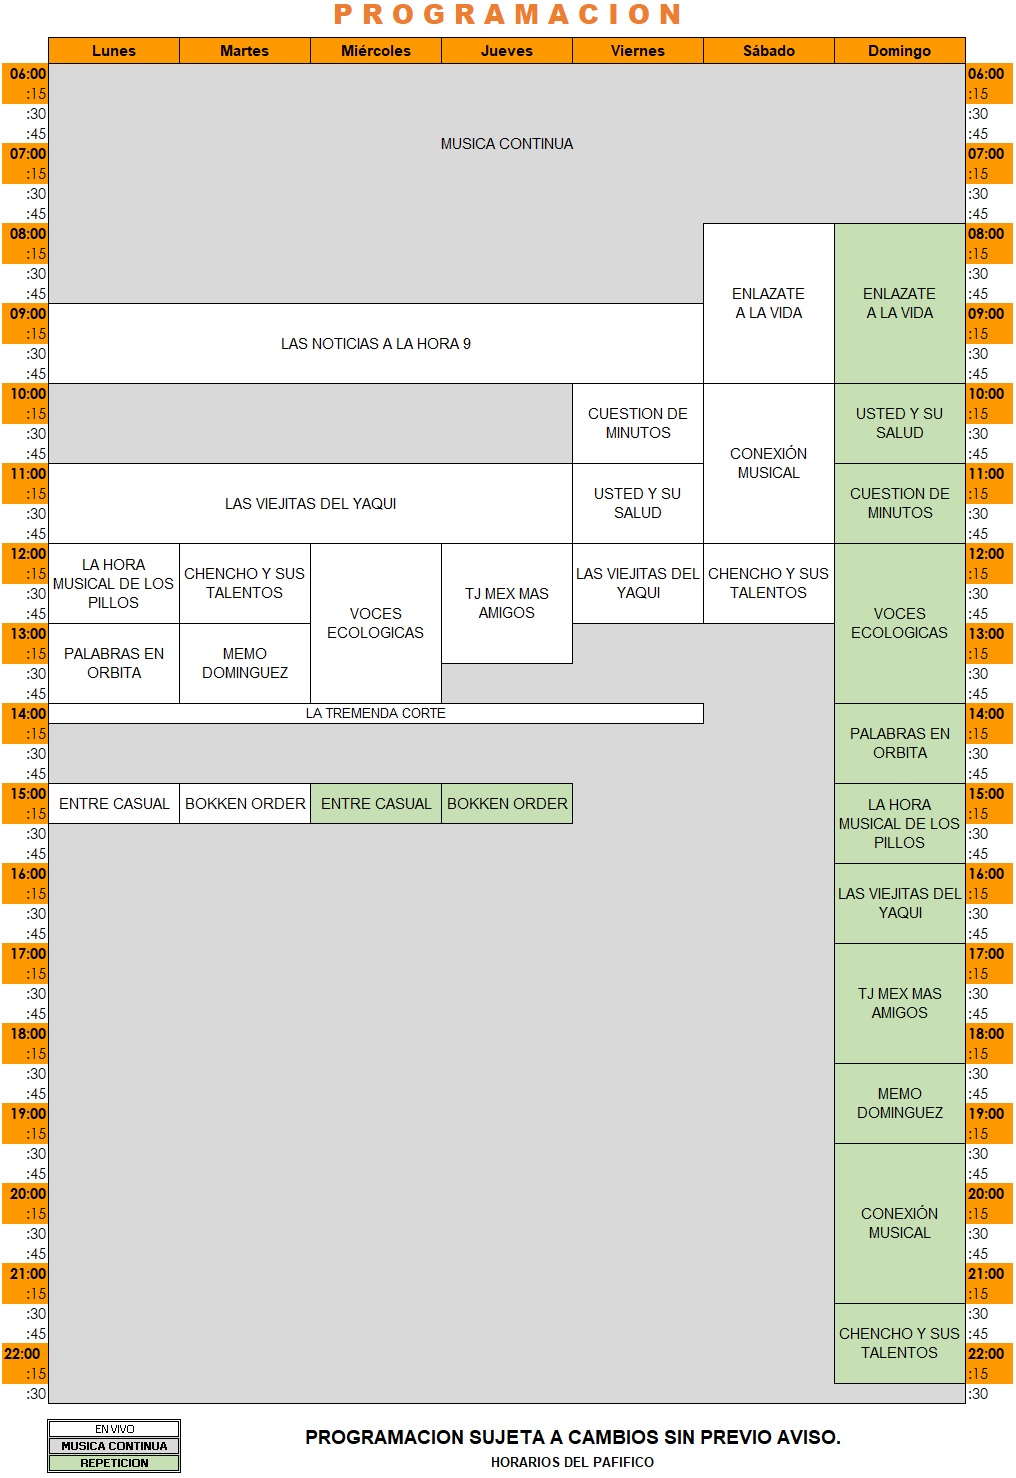 PROGRAMACION
Lunes Martes Miércoles Jueves Viernes Sábado Domingo
06:00 06:00
:15 :15
:30 :30
:45 MUSICA CONTINUA :45
07:00 07:00
:15 :15
:30 :30
:45 :45
08:00 08:00
:15 :15
:30 :30
:45 ENLAZATE ENLAZATE :45
09:00 A LA VIDA A LA VIDA 09:00
:15 :15
:30 LAS NOTICIAS A LA HORA 9 :30
:45 :45
10:00 10:00
:15 CUESTION DE USTED Y SU :15
:30 MINUTOS SALUD :30
:45 CONEXIÓN :45
11:00 MUSICAL 11:00
:15 USTED Y SU CUESTION DE :15
:30 LAS VIEJITAS DEL YAQUI SALUD MINUTOS :30
:45 :45
12:00 LA HORA 12:00
:15 MUSICAL DE LOS CHENCHO Y SUS LAS VIEJITAS DEL CHENCHO Y SUS :15
:30 PILLOS TALENTOS TJ MEX MAS YAQUI TALENTOS :30
:45 VOCES AMIGOS VOCES :45
13:00 ECOLOGICAS ECOLOGICAS 13:00
:15 PALABRAS EN MEMO :15
:30 ORBITA DOMINGUEZ :30
:45 :45
14:00 LA TREMENDA CORTE 14:00
:15 PALABRAS EN :15
:30 ORBITA :30
:45 :45
15:00 ENTRE CASUAL BOKKEN ORDER ENTRE CASUAL BOKKEN ORDER LA HORA 15:00
:15 MUSICAL DE LOS :15
:30 PILLOS :30
:45 :45
16:00 16:00
:15 LAS VIEJITAS DEL :15
:30 YAQUI :30
:45 :45
17:00 17:00
:15 :15
:30 TJ MEX MAS :30
:45 AMIGOS :45
18:00 18:00
:15 :15
:30 :30
:45 MEMO :45
19:00 DOMINGUEZ 19:00
:15 :15
:30 :30
:45 :45
20:00 20:00
:15 CONEXIÓN :15
:30 MUSICAL :30
:45 :45
21:00 21:00
:15 :15
:30 :30
:45 CHENCHO Y SUS :45
22:00 TALENTOS 22:00
:15 :15
:30 :30
EN VIVO
MUSICA CONTINUA
REPETICION
PROGRAMACION SUJETA A CAMBIOS SIN PREVIO AVISO.
HORARIOS DEL PAFIFICO